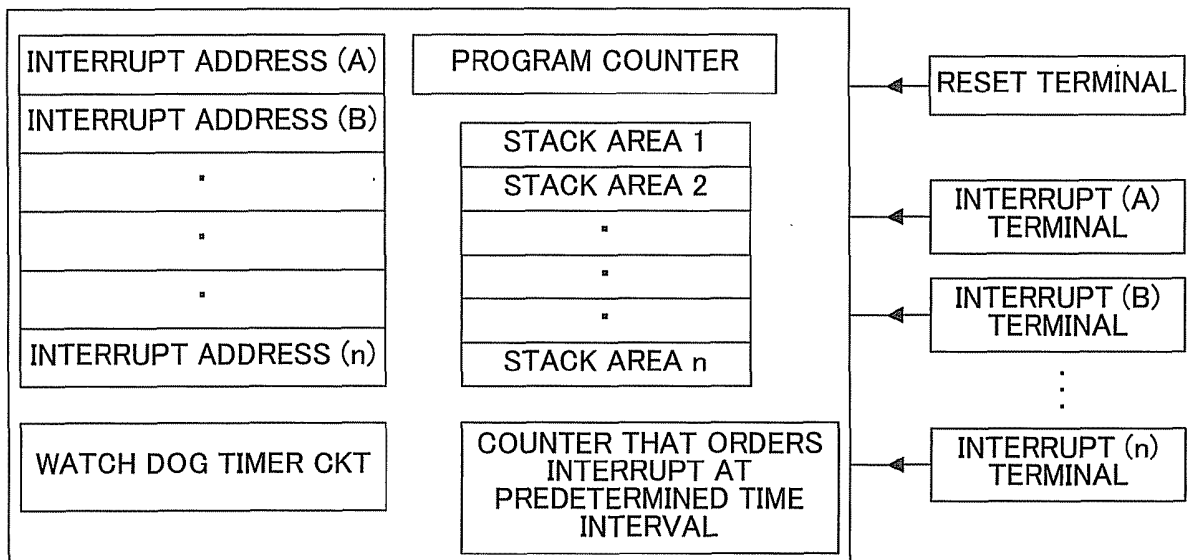 INTERRUPT ADDRESS (A)
INTERRUPT ADDRESS (B)
INTERRUPT ADDRESS (n)
WATCH DOG TIMER CKT
PROGRAM COUNTER
STACK AREA 1
STACK AREA 2
STACK AREA n
COUNTER THAT ORDERS
INTERRUPT AT
PREDETERMINED TIME
INTERVAL
RESET TERMINAL
INTERRUPT (A)
TERMINAL
INTERRUPT (B)
TERMINAL
INTERRUPT (n)
TERMINAL